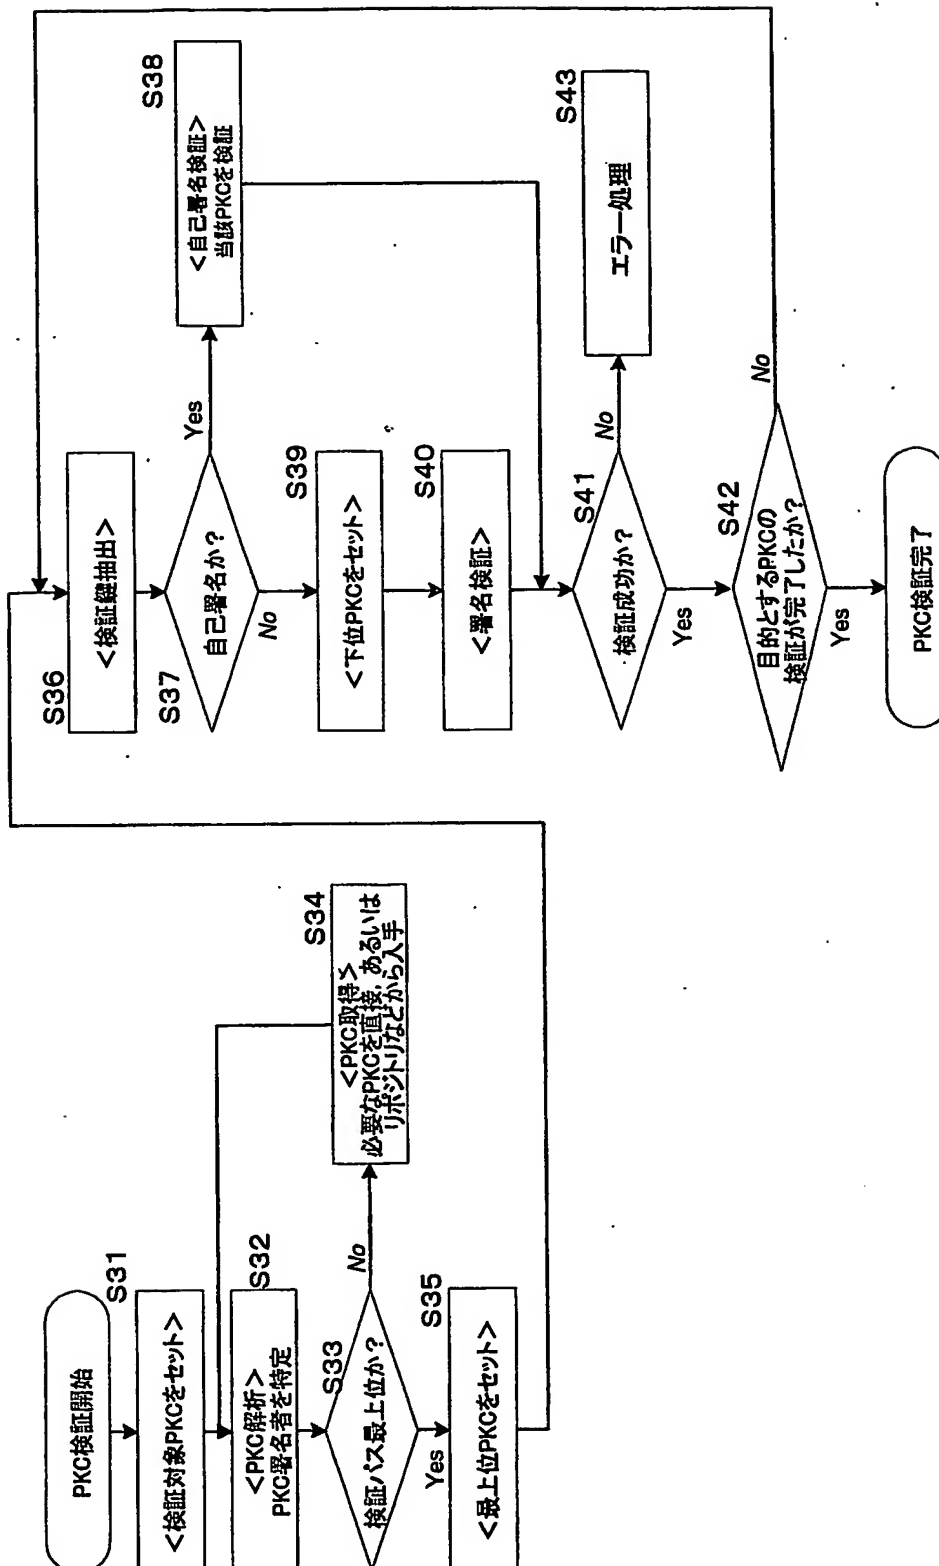 PKC検証開始
S31
<検証対象PKCをセット>
S32
<PKC解析>
PKC署名者を特定
S33
検証パス最上位か?
No
Yes
S34
<PKC取得>
必要なPKCを直接，あるいは
リポジトリなどから入手
S35
<最上位PKCをセット>
S36
<検証鍵抽出>
S37
自己署名か?
Yes
No
S38
<自己署名検証>
当該PKCを検証
S39
<下位PKCをセット>
S40
<署名検証>
S41
検証成功か?
No
Yes
S43
エラー処理
S42
目的とするPKCの
検証が完了したか?
No
Yes
PKC検証完了